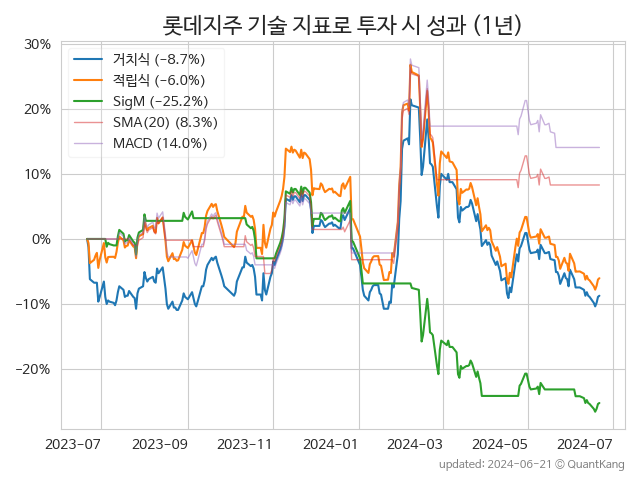 롯데지주 기술 지표로 투자 시 성과 (1년)
거치식 (−8.7%)
적립식 (−6.0%)
SigM (−25.2%)
SMA(20) (8.3%)
MACD (14.0%)
30%
20%
10%
0%
−10%
−20%
2023-07 2023-09 2023-11 2024-01 2024-03 2024-05 2024-07
updated: 2024-06-21 © QuantKang